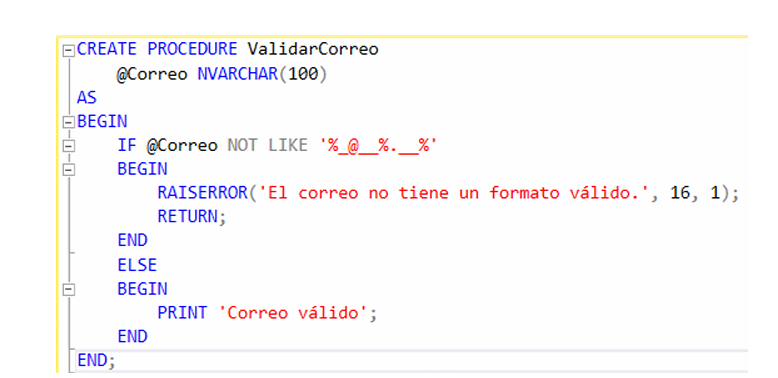 CREATE PROCEDURE ValidarCorreo
@Correo NVARCHAR(100)
AS
BEGIN
IF @Correo NOT LIKE '%_@__%.__%'
BEGIN
RAISERROR('El correo no tiene un formato válido.', 16, 1);
RETURN;
END
ELSE
BEGIN
PRINT 'Correo válido';
END
END;